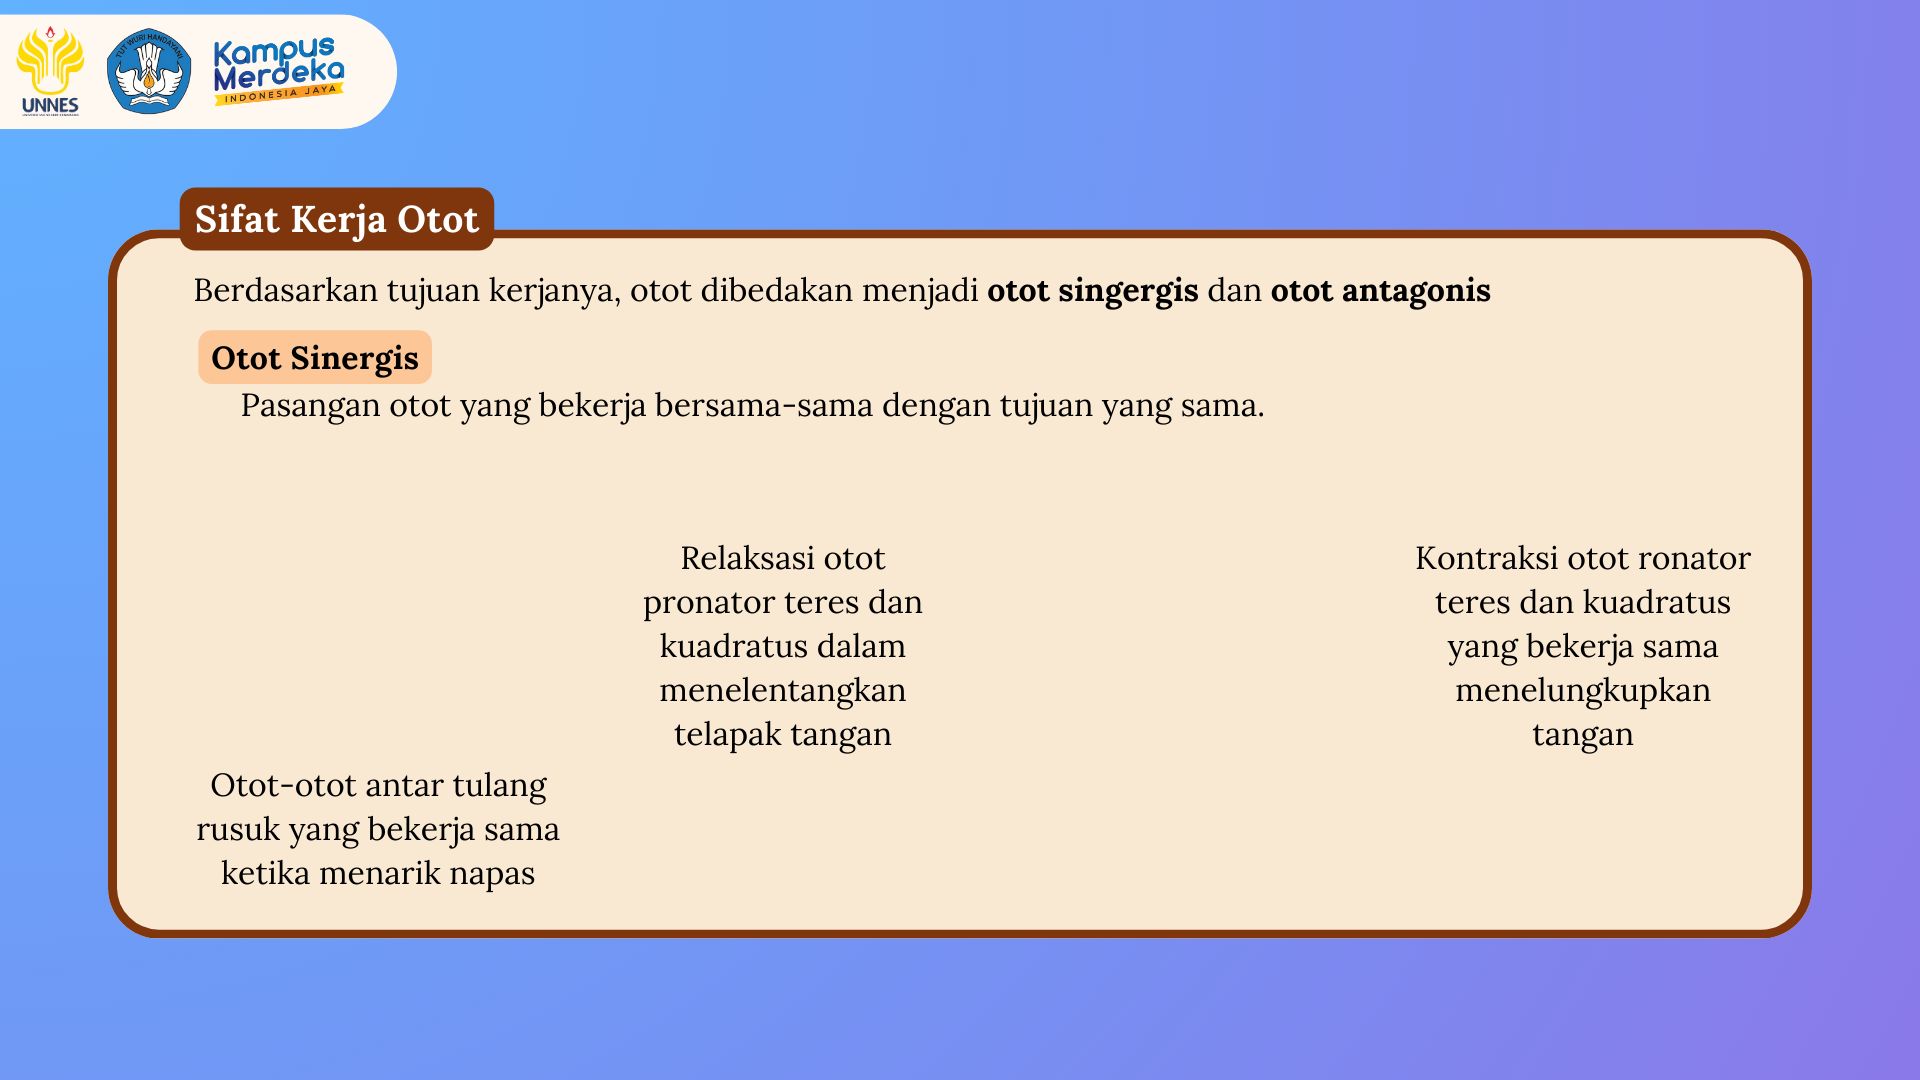 UNNES
TUT WURI HANDAYANI
Kampus
Merdeka
INDONESIA JAYA
Sifat Kerja Otot
Berdasarkan tujuan kerjanya, otot dibedakan menjadi otot singergis dan otot antagonis
Otot Sinergis
Pasangan otot yang bekerja bersama-sama dengan tujuan yang sama.
Otot-otot antar tulang
rusuk yang bekerja sama
ketika menarik napas
Relaksasi otot
pronator teres dan
kuadratus dalam
menelentangkan
telapak tangan
Kontraksi otot ronator
teres dan kuadratus
yang bekerja sama
menelungkupkan
tangan